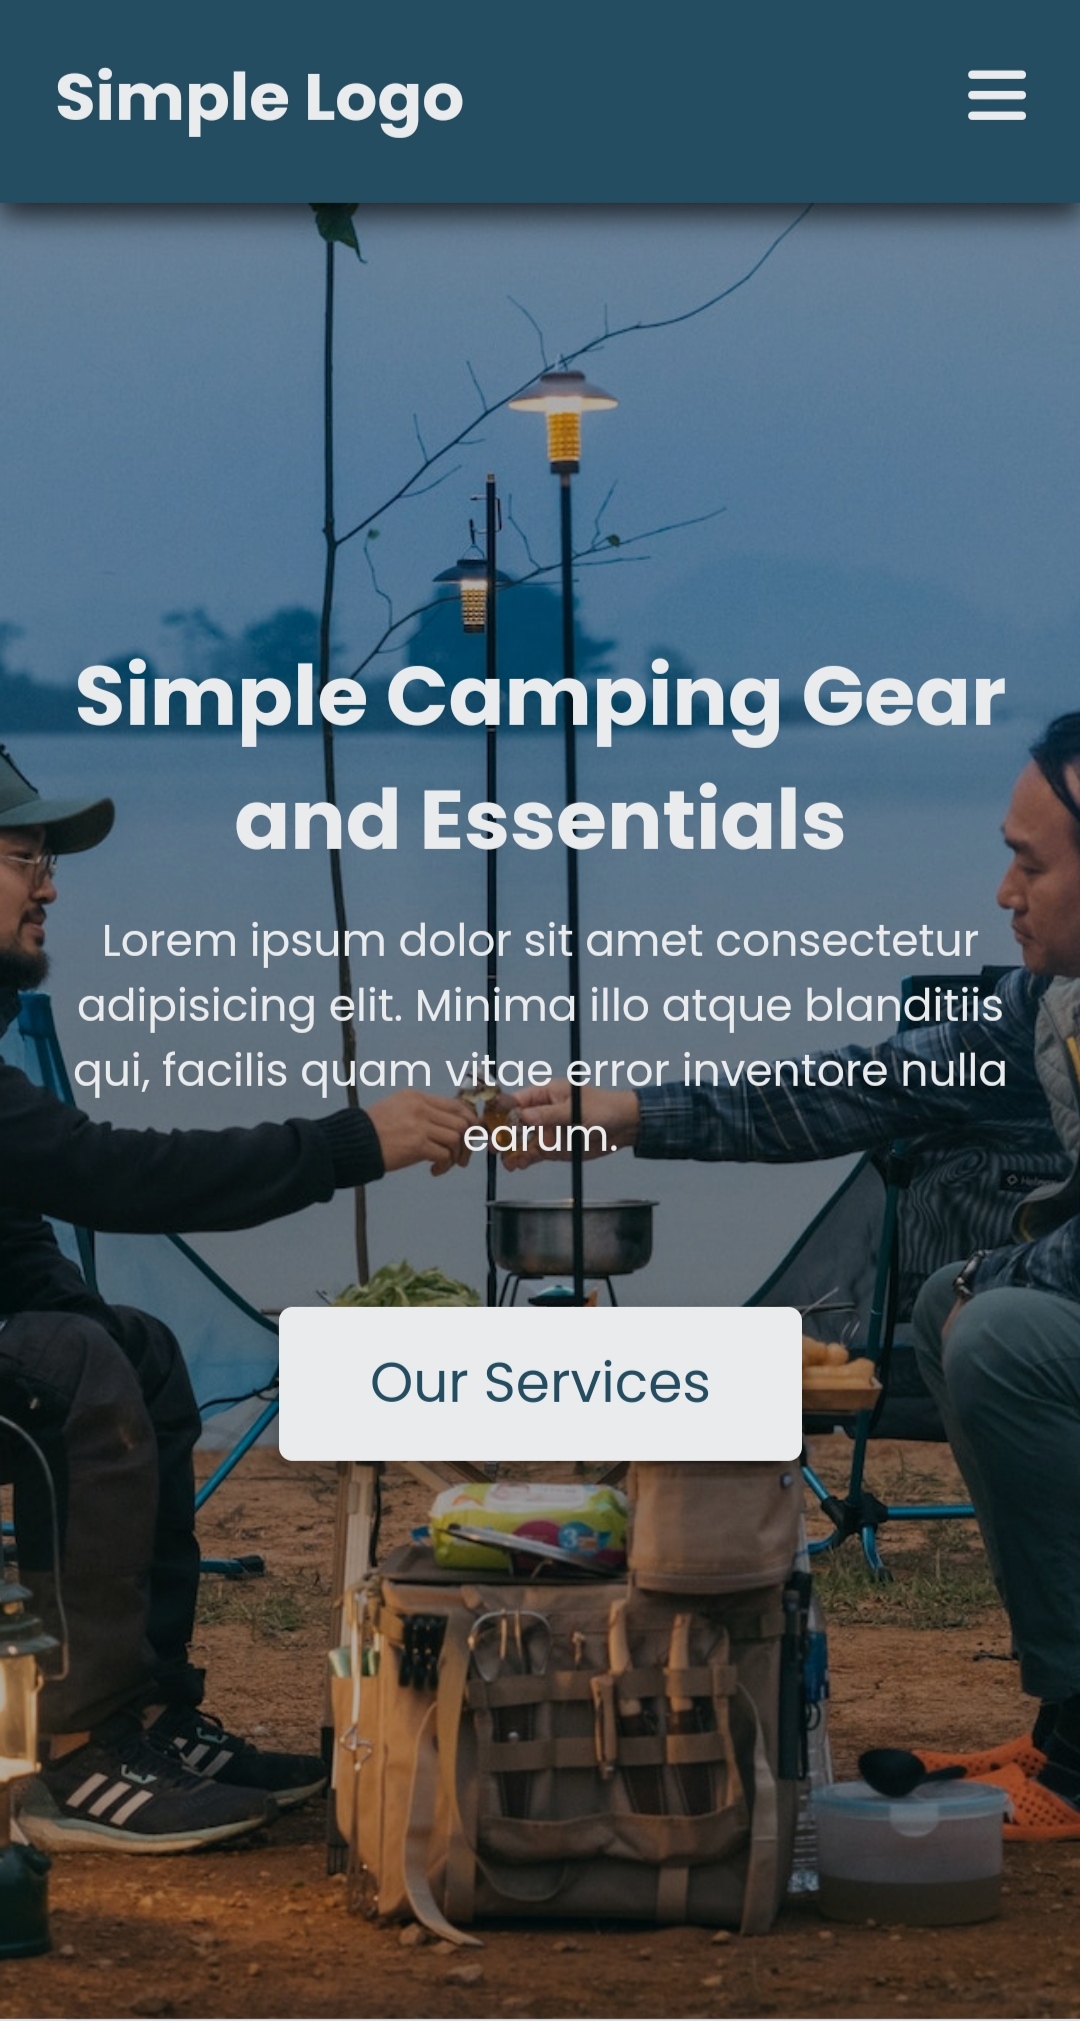 Simple Logo
Simple Camping Gear
and Essentials
Lorem ipsum dolor sit amet consectetur
adipisicing elit. Minima illo atque blanditiis
qui, facilis quam vitae error inventore nulla
earum.
Our Services